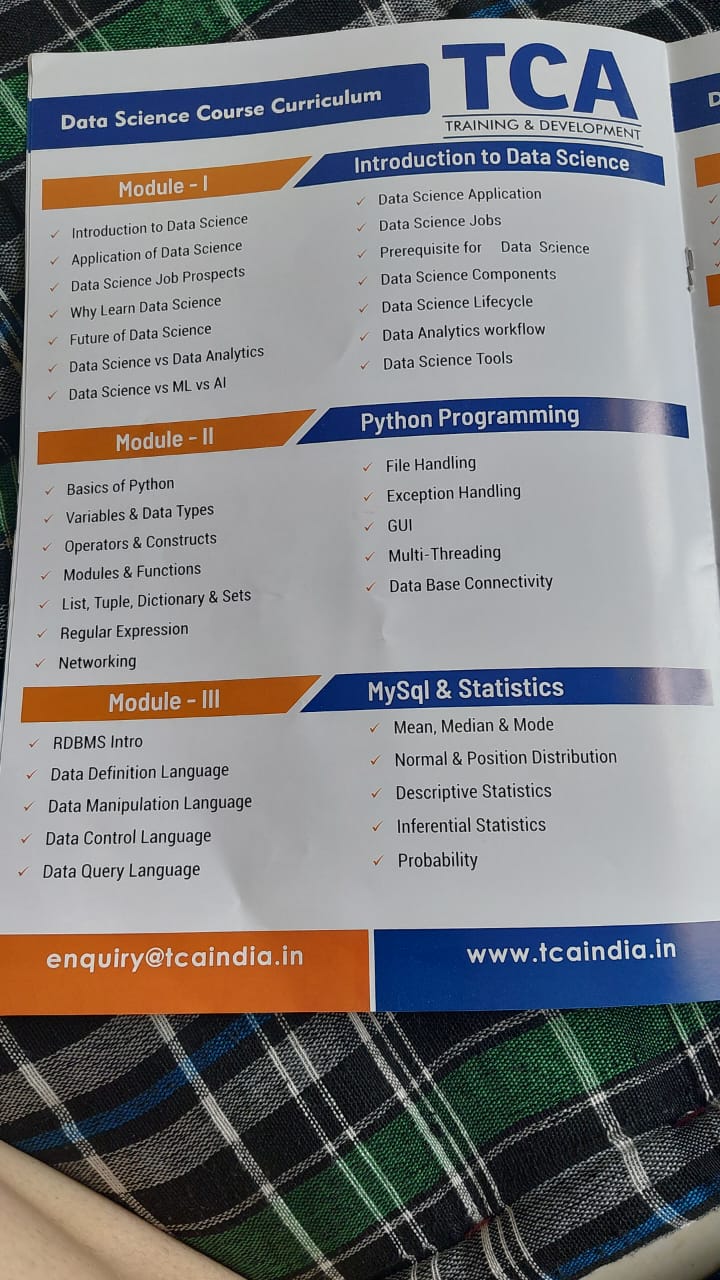 Data Science Course Curriculum
TCA
TRAINING & DEVELOPMENT
Module - I
Introduction to Data Science
Introduction to Data Science
Application of Data Science
Data Science Job Prospects
Why Learn Data Science
Future of Data Science
Data Science vs Data Analytics
Data Science vs ML vs AI
Data Science Application
Data Science Jobs
Prerequisite for Data Science
Data Science Components
Data Science Lifecycle
Data Analytics workflow
Data Science Tools
Module - II
Python Programming
Basics of Python
Variables & Data Types
Operators & Constructs
Modules & Functions
List, Tuple, Dictionary & Sets
Regular Expression
Networking
File Handling
Exception Handling
GUI
Multi-Threading
Data Base Connectivity
Module - III
MySql & Statistics
RDBMS Intro
Data Definition Language
Data Manipulation Language
Data Control Language
Data Query Language
Mean, Median & Mode
Normal & Position Distribution
Descriptive Statistics
Inferential Statistics
Probability
enquiry@tcaindia.in
www.tcaindia.in